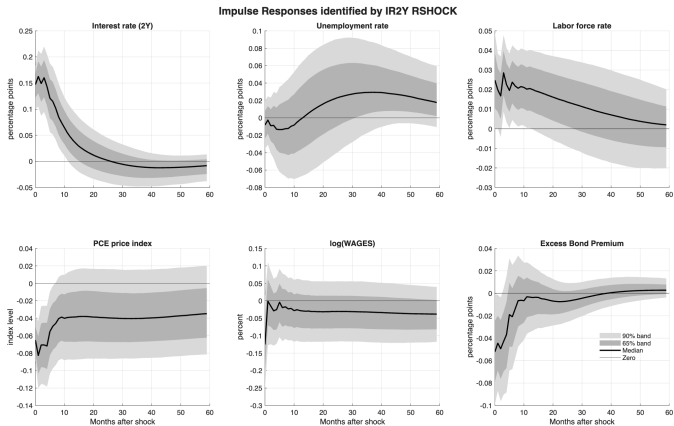 Impulse Responses identified by IR2Y RSHOCK
Interest rate (2Y)
percentage points
0.25
0.2
0.15
0.1
0.05
0
-0.05
0 10 20 30 40 50 60
Unemployment rate
percentage points
0.1
0.08
0.06
0.04
0.02
0
-0.02
-0.04
-0.06
-0.08
0 10 20 30 40 50 60
Labor force rate
percentage points
0.05
0.04
0.03
0.02
0.01
0
-0.01
-0.02
-0.03
0 10 20 30 40 50 60
PCE price index
index level
0.04
0.02
0
-0.02
-0.04
-0.06
-0.08
-0.1
-0.12
-0.14
0 10 20 30 40 50 60
Months after shock
log(WAGES)
percent
0.15
0.1
0.05
0
-0.05
-0.1
-0.15
-0.2
-0.25
-0.3
0 10 20 30 40 50 60
Months after shock
Excess Bond Premium
percentage points
0.04
0.02
0
-0.02
-0.04
-0.06
-0.08
-0.1
90% band
65% band
Median
Zero
0 10 20 30 40 50 60
Months after shock